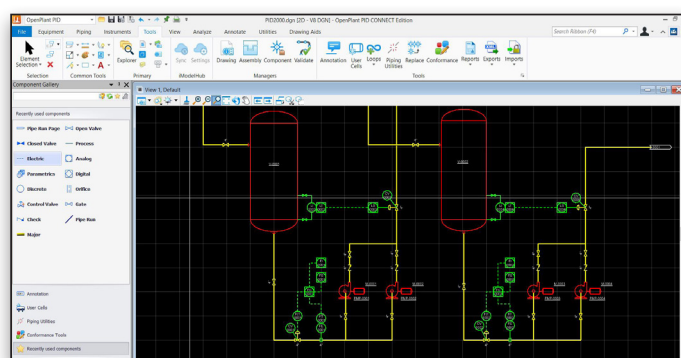 OpenPlant PID
PID2000.dgn [2D - V8 DGN] - OpenPlant PID CONNECT Edition
File Equipment Piping Instruments Tools View Analyze Annotate Utilities Drawing Aids
Search Ribbon (F4)
Element Selection
Explorer
Sync Settings
Drawing Assembly Component Validate
Annotation User Cells Loops Piping Utilities Replace Conformance Reports Exports Imports
Selection Common Tools Primary iModelHub Managers Tools
Component Gallery
View 1, Default
Recently used components
Pipe Run Page Open Valve
Closed Valve Process
Electric Analog
Parametrics Digital
Discrete Orifice
Control Valve Gate
Check Pipe Run
Major
Annotation
User Cells
Piping Utilities
Conformance Tools
Recently used components